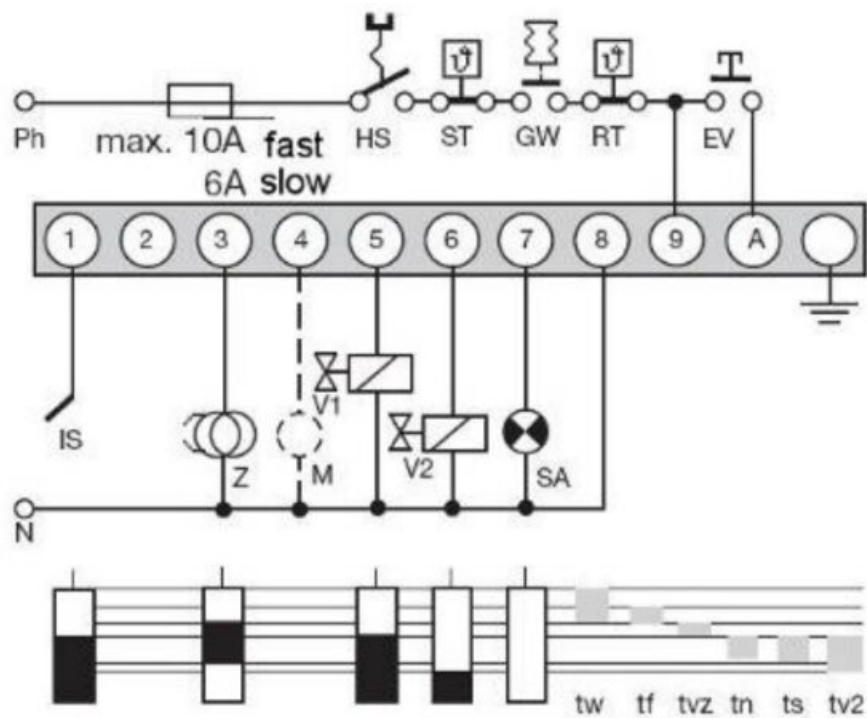 ϑ ϑ
Ph max. 10A fast HS ST GW RT EV
6A slow
1 2 3 4 5 6 7 8 9 A
V1
IS Z M V2 SA
N
tw tf tvz tn ts tv2